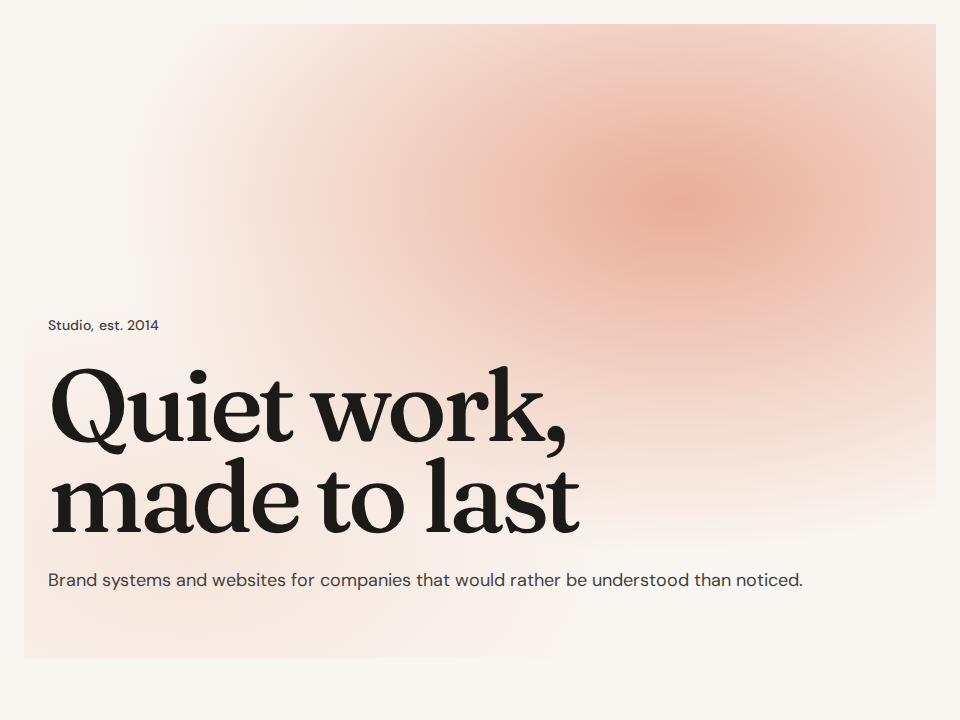 Studio, est. 2014
Quiet work,
made to last
Brand systems and websites for companies that would rather be understood than noticed.